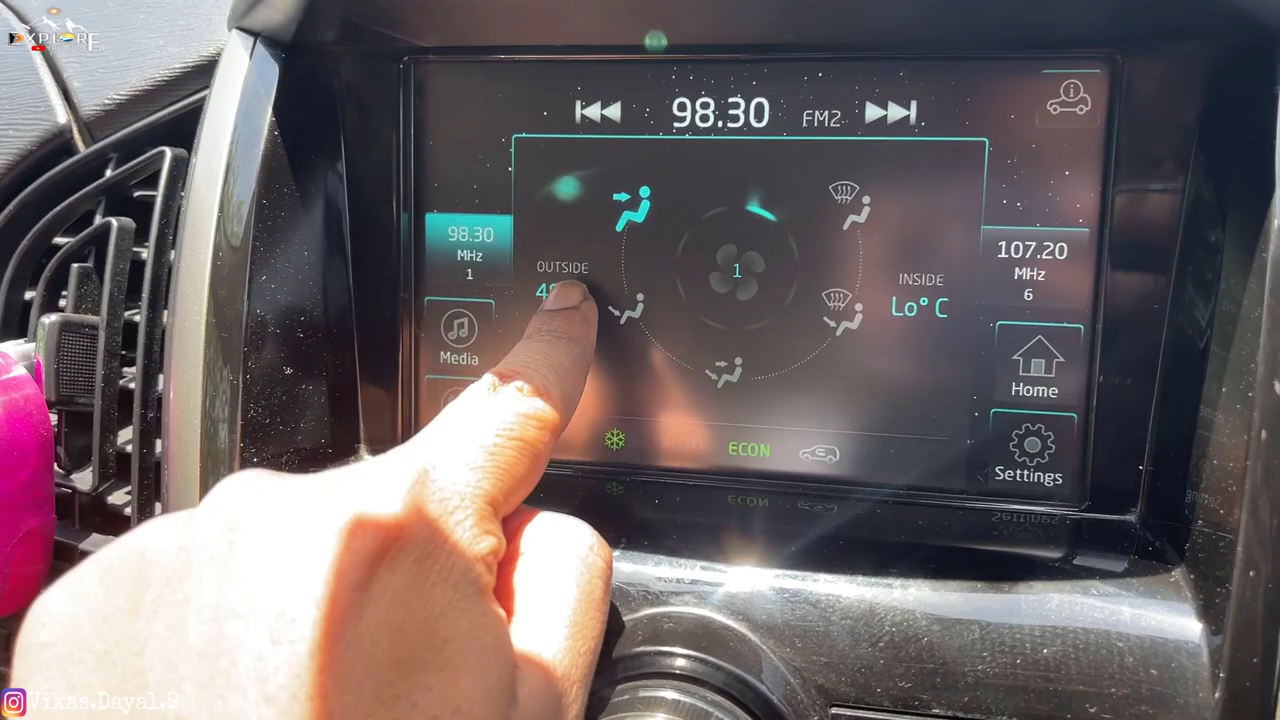 EXPLORE
98.30 FM2
98.30
MHz
1
OUTSIDE
1
INSIDE
Lo° C
107.20
MHz
6
Media
Home
ECON
Settings
Vikas.Dayal.9